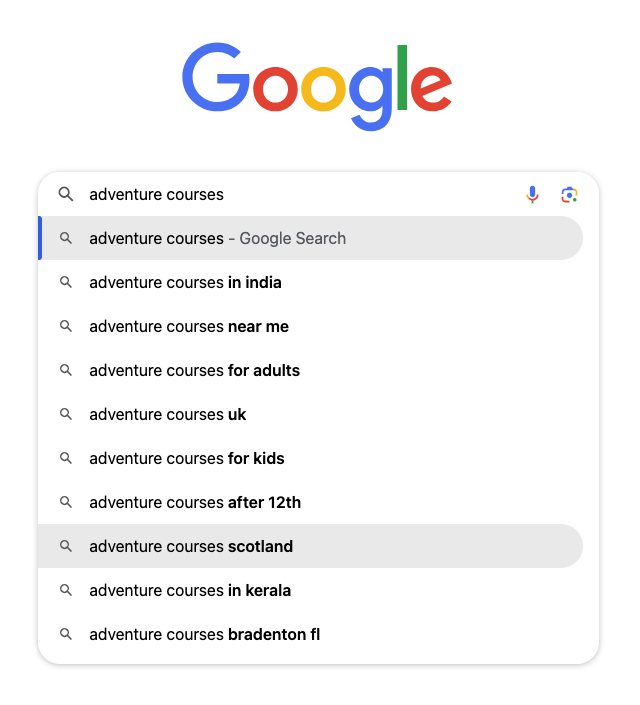 Google
adventure courses
adventure courses - Google Search
adventure courses in india
adventure courses near me
adventure courses for adults
adventure courses uk
adventure courses for kids
adventure courses after 12th
adventure courses scotland
adventure courses in kerala
adventure courses bradenton fl